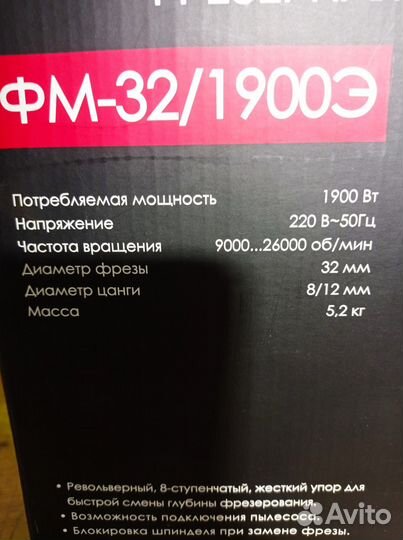 ФМ-32/1900Э
Потребляемая мощность 1900 Вт
Напряжение 220 В~50Гц
Частота вращения 9000...26000 об/мин
Диаметр фрезы 32 мм
Диаметр цанги 8/12 мм
Масса 5,2 кг
• Револьверный, 8-ступенчатый, жесткий упор для
быстрой смены глубины фрезерования.
• Возможность подключения пылесоса.
• Блокировка шпинделя при замене фрезы.
Avito